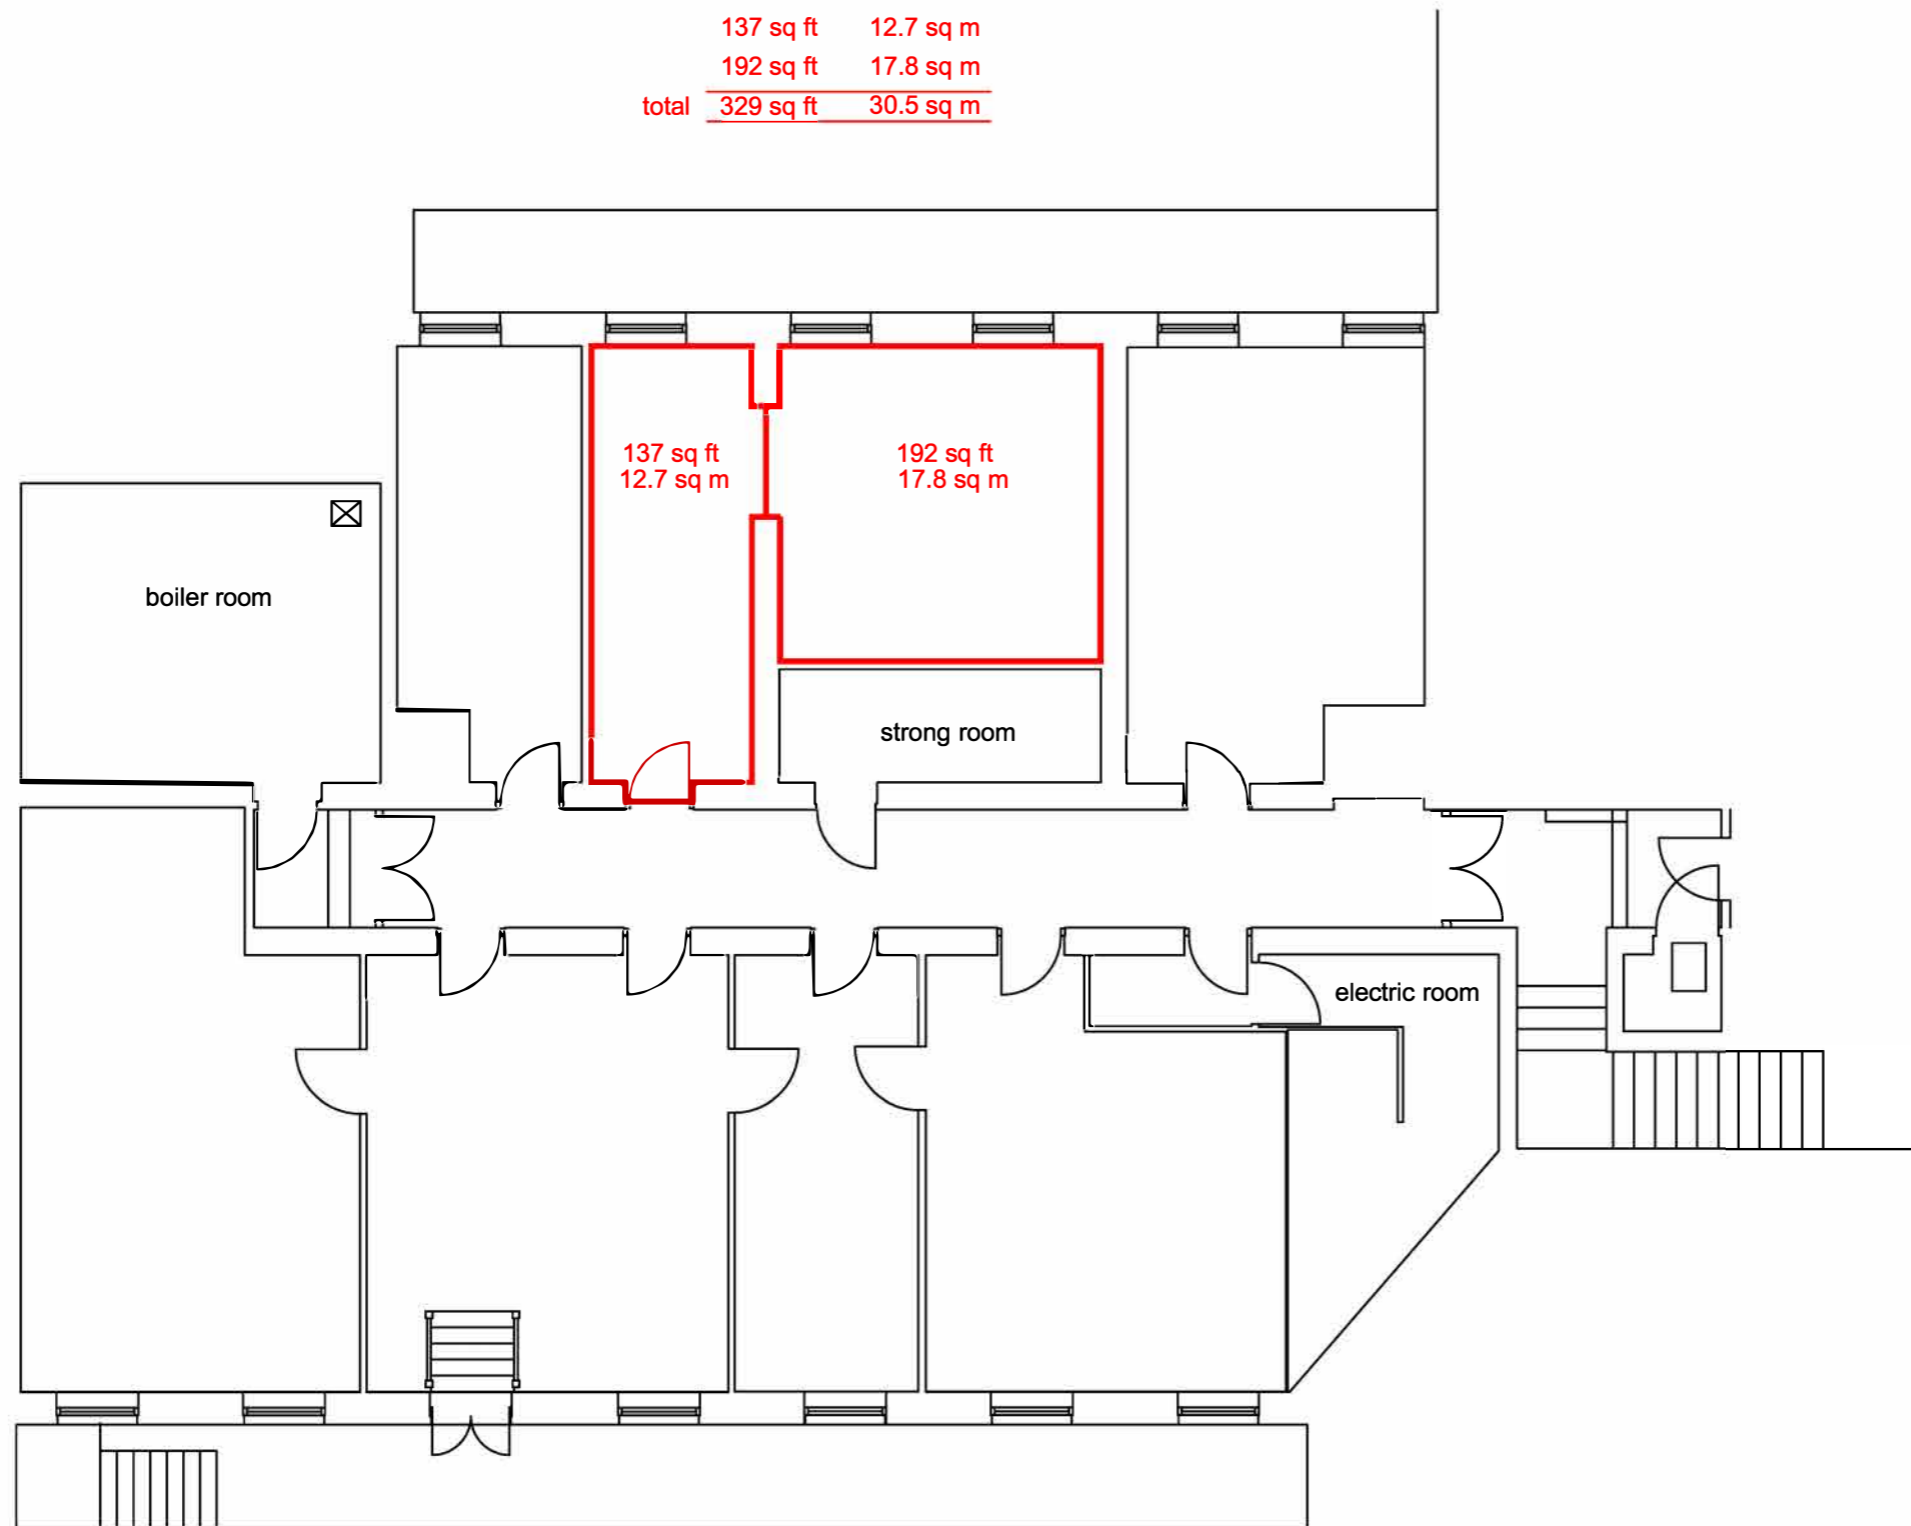 137 sq ft 12.7 sq m
192 sq ft 17.8 sq m
total 329 sq ft 30.5 sq m
137 sq ft
12.7 sq m
192 sq ft
17.8 sq m
boiler room
strong room
electric room